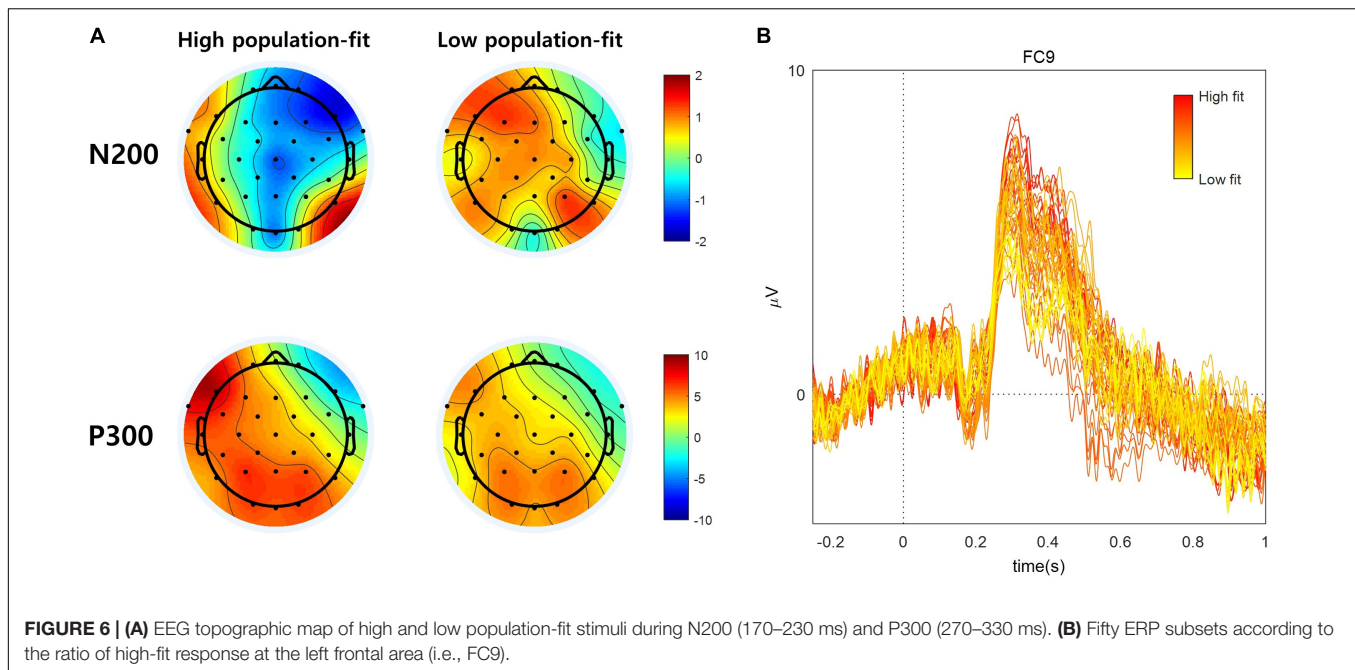 A
High population-fit
Low population-fit
N200
2
1
0
-1
-2
P300
10
5
0
-5
-10
B
FC9
10
0
μV
High fit
Low fit
-0.2
0
0.2
0.4
0.6
0.8
1
time(s)
FIGURE 6 | (A) EEG topographic map of high and low population-fit stimuli during N200 (170–230 ms) and P300 (270–330 ms). (B) Fifty ERP subsets according to
the ratio of high-fit response at the left frontal area (i.e., FC9).